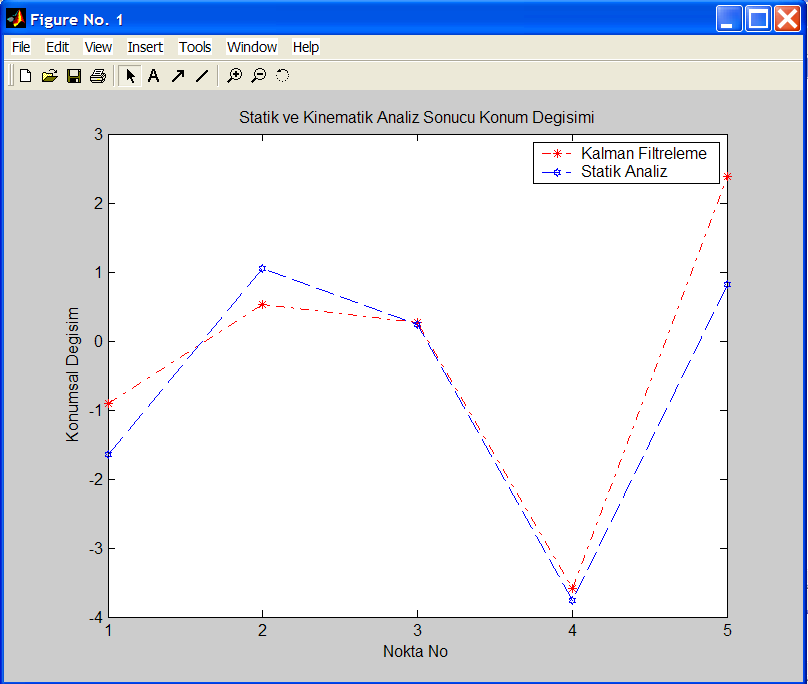 Figure No. 1
File Edit View Insert Tools Window Help
Statik ve Kinematik Analiz Sonucu Konum Degisimi
Kalman Filtreleme
Statik Analiz
3
2
1
0
-1
-2
-3
-4
Konumsal Degisim
1 2 3 4 5
Nokta No